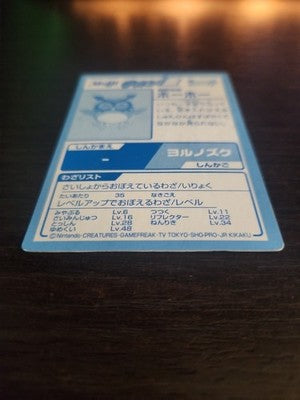 ホーホー
しんかまえ
-
ヨルノズク
しんかご
わざリスト
さいしょからおぼえているわざ/いりょく
たいあたり 35 なきごえ
レベルアップでおぼえるわざ/レベル
みやぶる Lv.6 つつく Lv.11
さいみんじゅつ Lv.16 リフレクター Lv.22
とっしん Lv.28 ねんりき Lv.34
ゆめくい Lv.48
©Nintendo・CREATURES・GAMEFREAK・TV TOKYO・SHO-PRO・JR KIKAKU